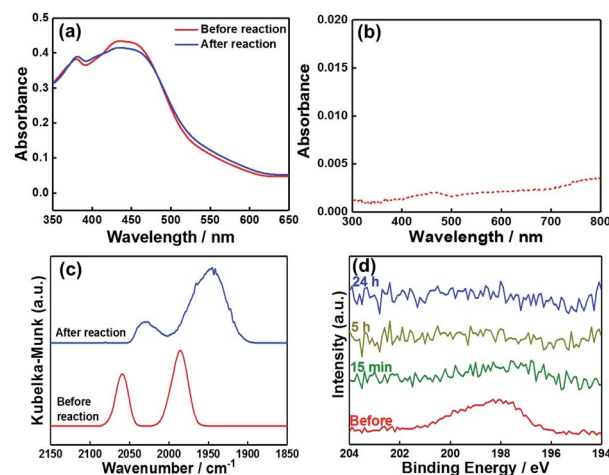 (a)
Before reaction
After reaction
Absorbance
0.5
0.4
0.3
0.2
0.1
0.0
350 400 450 500 550 600 650
Wavelength / nm
(b)
Absorbance
0.020
0.015
0.010
0.005
0.000
300 400 500 600 700 800
Wavelength / nm
(c)
Kubelka-Munk (a.u.)
After reaction
Before
reaction
2150 2100 2050 2000 1950 1900 1850
Wavenumber / cm⁻¹
(d)
Intensity (a.u.)
24 h
5 h
15 min
Before
204 202 200 198 196 194
Binding Energy / eV